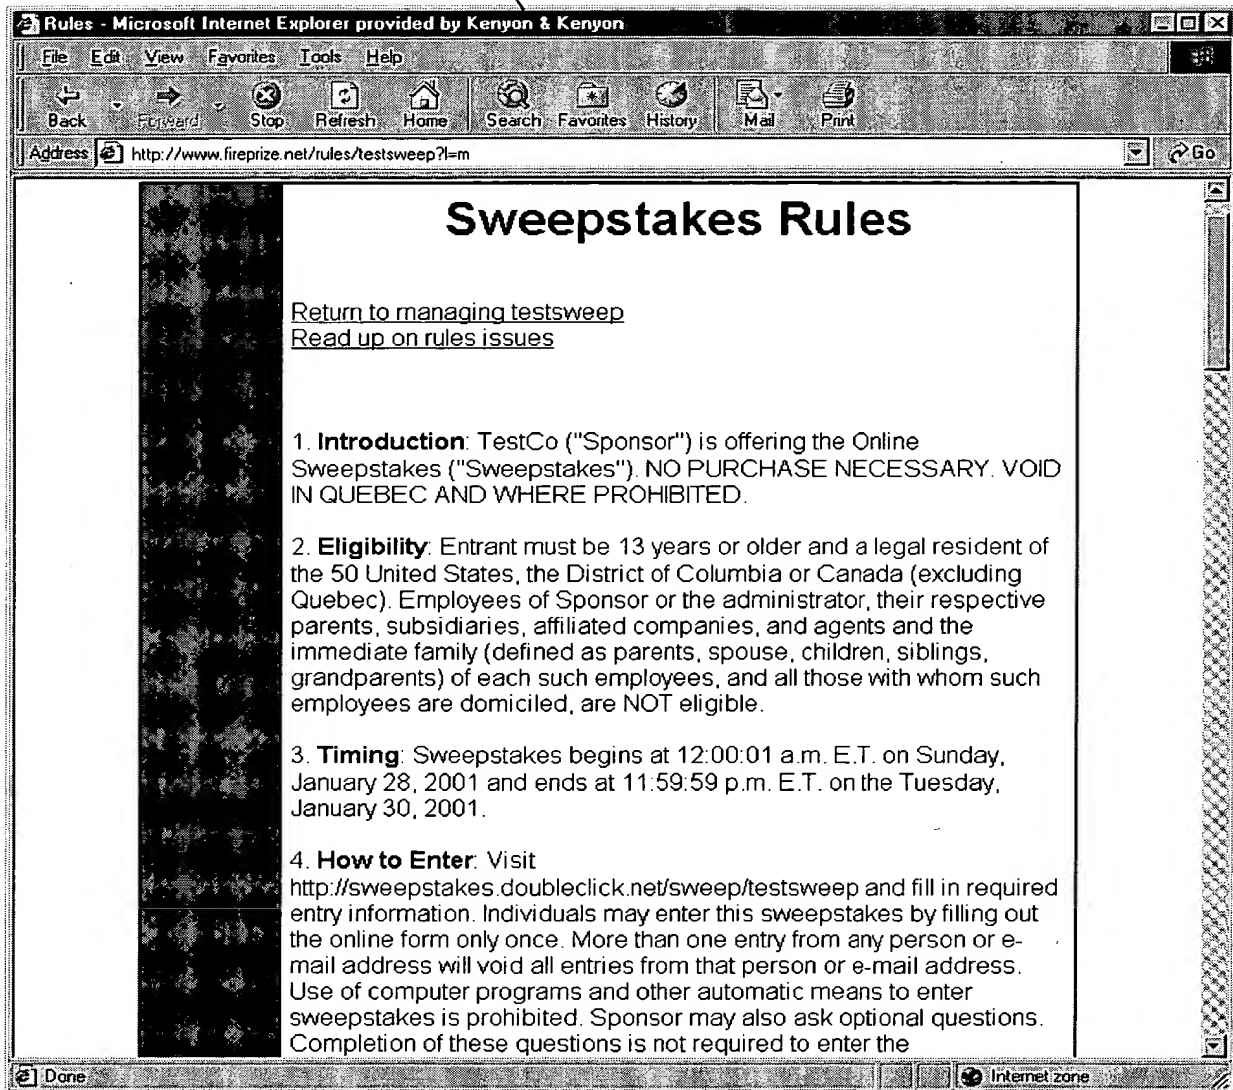 Rules - Microsoft Internet Explorer provided by Kenyon & Kenyon
File Edit View Favorites Tools Help
Back Forward Stop Refresh Home Search Favorites History Mail Print
Address http://www.fireprize.net/rules/testsweep?l=m Go
Sweepstakes Rules
Return to managing testsweep
Read up on rules issues
1. Introduction: TestCo ("Sponsor") is offering the Online
Sweepstakes ("Sweepstakes"). NO PURCHASE NECESSARY. VOID
IN QUEBEC AND WHERE PROHIBITED.
2. Eligibility: Entrant must be 13 years or older and a legal resident of
the 50 United States, the District of Columbia or Canada (excluding
Quebec). Employees of Sponsor or the administrator, their respective
parents, subsidiaries, affiliated companies, and agents and the
immediate family (defined as parents, spouse, children, siblings,
grandparents) of each such employees, and all those with whom such
employees are domiciled, are NOT eligible.
3. Timing: Sweepstakes begins at 12:00:01 a.m. E.T. on Sunday,
January 28, 2001 and ends at 11:59:59 p.m. E.T. on the Tuesday,
January 30, 2001.
4. How to Enter: Visit
http://sweepstakes.doubleclick.net/sweep/testsweep and fill in required
entry information. Individuals may enter this sweepstakes by filling out
the online form only once. More than one entry from any person or e-
mail address will void all entries from that person or e-mail address.
Use of computer programs and other automatic means to enter
sweepstakes is prohibited. Sponsor may also ask optional questions.
Completion of these questions is not required to enter the
Done Internet zone